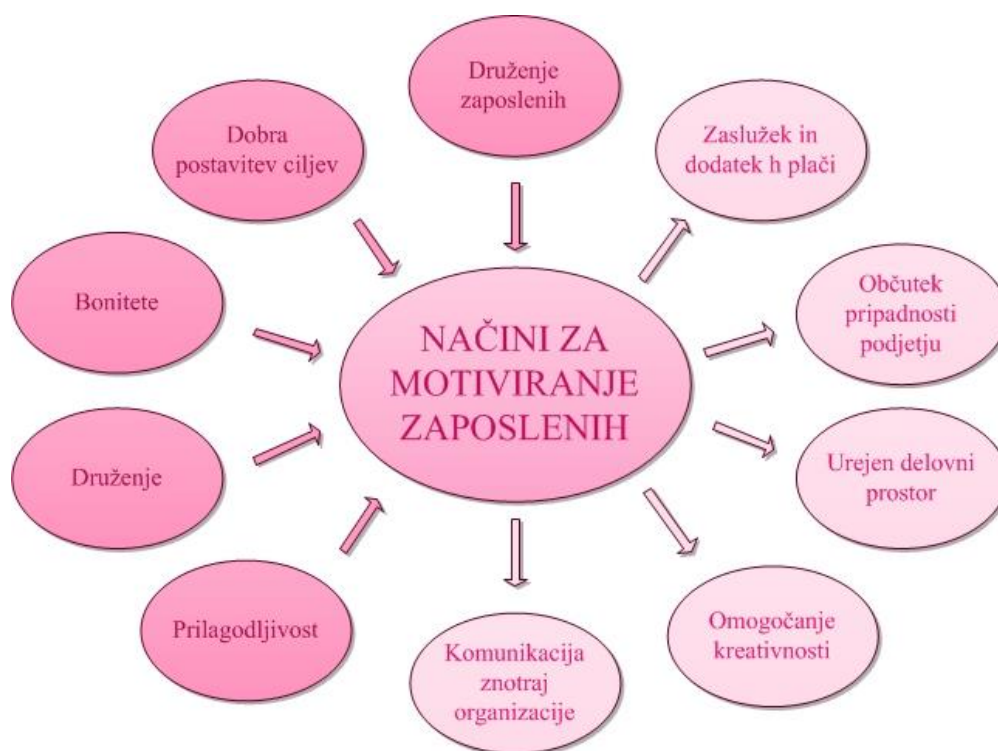 Druženje
zaposlenih
Dobra
postavitev ciljev
Zaslužek in
dodatek h plači
Bonitete
Občutek
pripadnosti
podjetju
NAČINI ZA
MOTIVIRANJE
ZAPOSLENIH
Druženje
Urejen delovni
prostor
Prilagodljivost
Omogočanje
kreativnosti
Komunikacija
znotraj
organizacije